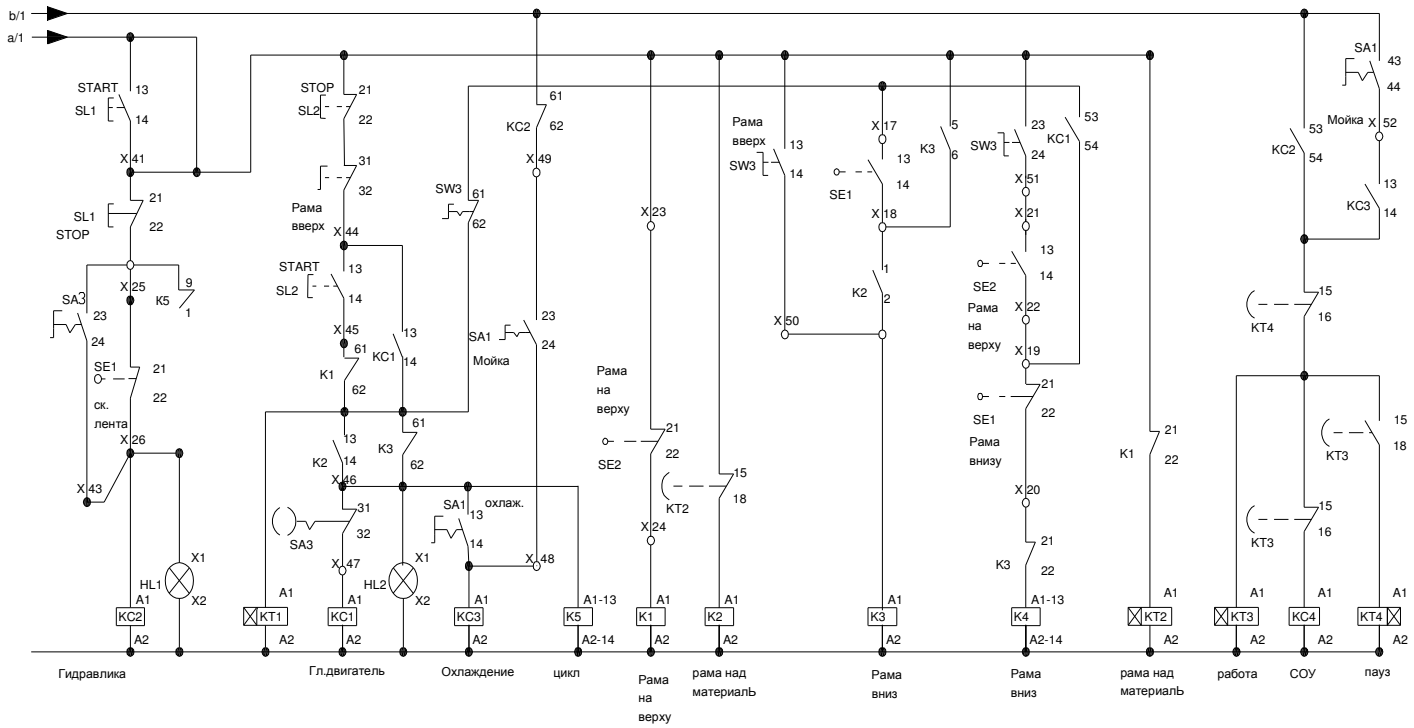 b/1
a/1
START
SL1
13
14
X 41
SL1
STOP
21
22
X 25
SA3
23
24
K5
9
1
SE1
21
22
ск.
лента
X 26
X 43
HL1
X1
X2
A1
KC2
A2
Гидравлика
STOP
SL2
21
22
31
32
Рама
вверх
X 44
START
SL2
13
14
X 45
K1
61
62
KC1
13
14
K2
13
14
K3
61
62
X 46
SA3
31
32
X 47
HL2
X1
X2
A1
KT1
A2
A1
KC1
A2
Гл.двигатель
SW3
61
62
KC2
61
62
X 49
SA1
Мойка
23
24
SA1
13
14
охлаж.
X 48
A1
KC3
A2
Охлаждение
A1-13
K5
A2-14
цикл
X 23
Рама
на
верху
SE2
21
22
X 24
A1
K1
A2
Рама
на
верху
KT2
15
18
A1
K2
A2
рама над
материалЬ
Рама
вверх
SW3
13
14
X 50
X 17
SE1
13
14
X 18
K3
5
6
K2
1
2
A1
K3
A2
Рама
вниз
SW3
23
24
X 51
X 21
SE2
13
14
Рама
на
верху
X 22
X 19
KC1
53
54
SE1
21
22
Рама
внизу
X 20
K3
21
22
A1-13
K4
A2-14
Рама
вниз
K1
21
22
A1
KT2
A2
рама над
материалЬ
KC2
53
54
SA1
43
44
Мойка
X 52
KC3
13
14
KT4
15
16
KT3
15
18
KT3
15
16
A1
KT3
A2
работа
A1
KC4
A2
СОУ
A1
KT4
A2
пауз